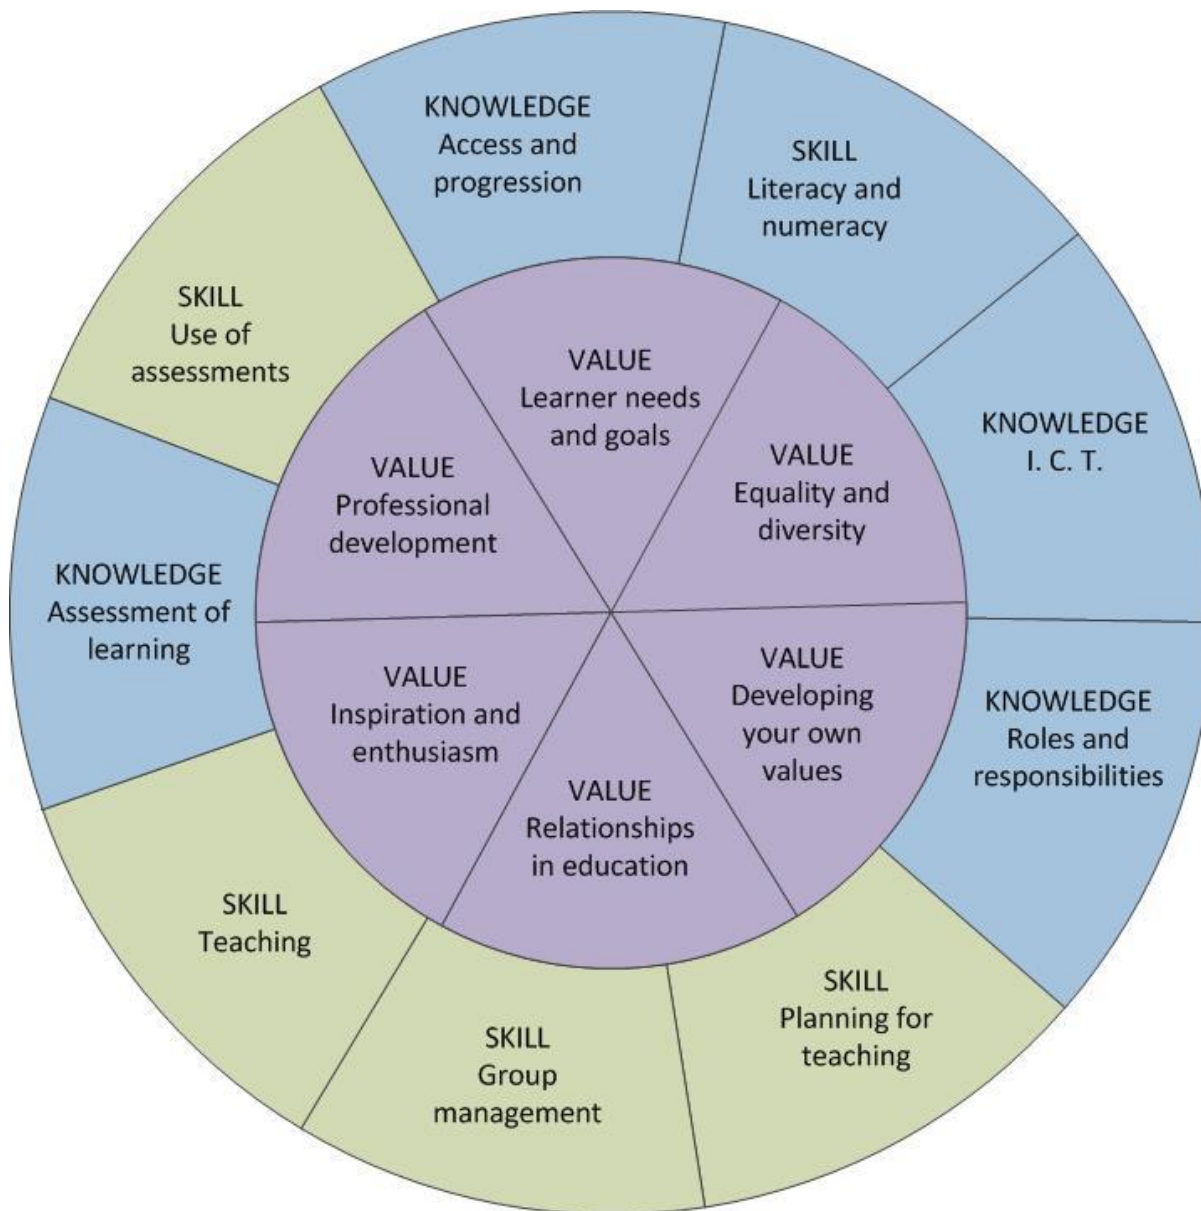 KNOWLEDGE
Access and
progression
SKILL
Literacy and
numeracy
KNOWLEDGE
I. C. T.
KNOWLEDGE
Roles and
responsibilities
SKILL
Planning for
teaching
SKILL
Group
management
SKILL
Teaching
KNOWLEDGE
Assessment of
learning
SKILL
Use of
assessments
VALUE
Learner needs
and goals
VALUE
Equality and
diversity
VALUE
Developing
your own
values
VALUE
Relationships
in education
VALUE
Inspiration and
enthusiasm
VALUE
Professional
development